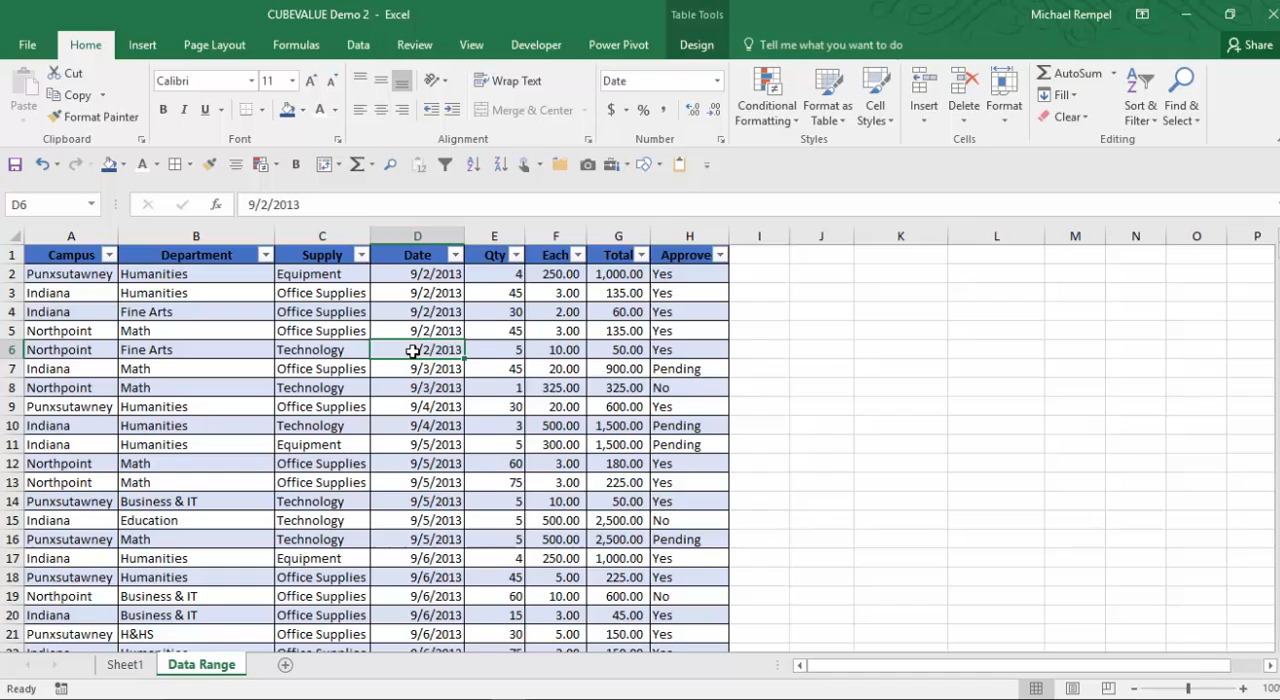 CUBEVALUE Demo 2 - Excel
Table Tools
Michael Rempel
File Home Insert Page Layout Formulas Data Review View Developer Power Pivot Design Tell me what you want to do Share
Paste
Cut
Copy
Format Painter
Clipboard
Calibri 11
B I U
Font
Wrap Text
Merge & Center
Alignment
Date
$ %
Number
Conditional Formatting
Format as Table
Cell Styles
Styles
Insert
Delete
Format
Cells
AutoSum
Fill
Clear
Sort & Filter
Find & Select
Editing
D6 fx 9/2/2013
A B C D E F G H I J K L M N O P
1 Campus Department Supply Date Qty Each Total Approve
2 Punxsutawney Humanities Equipment 9/2/2013 4 250.00 1,000.00 Yes
3 Indiana Humanities Office Supplies 9/2/2013 45 3.00 135.00 Yes
4 Indiana Fine Arts Office Supplies 9/2/2013 30 2.00 60.00 Yes
5 Northpoint Math Office Supplies 9/2/2013 45 3.00 135.00 Yes
6 Northpoint Fine Arts Technology /2/2013 5 10.00 50.00 Yes
7 Indiana Math Office Supplies 9/3/2013 45 20.00 900.00 Pending
8 Northpoint Math Technology 9/3/2013 1 325.00 325.00 No
9 Punxsutawney Humanities Office Supplies 9/4/2013 30 20.00 600.00 Yes
10 Indiana Humanities Technology 9/4/2013 3 500.00 1,500.00 Pending
11 Indiana Humanities Equipment 9/5/2013 5 300.00 1,500.00 Pending
12 Northpoint Math Office Supplies 9/5/2013 60 3.00 180.00 Yes
13 Northpoint Math Office Supplies 9/5/2013 75 3.00 225.00 Yes
14 Punxsutawney Business & IT Technology 9/5/2013 5 10.00 50.00 Yes
15 Indiana Education Technology 9/5/2013 5 500.00 2,500.00 No
16 Punxsutawney Math Technology 9/5/2013 5 500.00 2,500.00 Pending
17 Indiana Humanities Equipment 9/6/2013 4 250.00 1,000.00 Yes
18 Punxsutawney Humanities Office Supplies 9/6/2013 45 5.00 225.00 Yes
19 Northpoint Business & IT Office Supplies 9/6/2013 60 10.00 600.00 No
20 Indiana Business & IT Office Supplies 9/6/2013 15 3.00 45.00 Yes
21 Punxsutawney H&HS Office Supplies 9/6/2013 30 5.00 150.00 Yes
Sheet1 Data Range
Ready 100